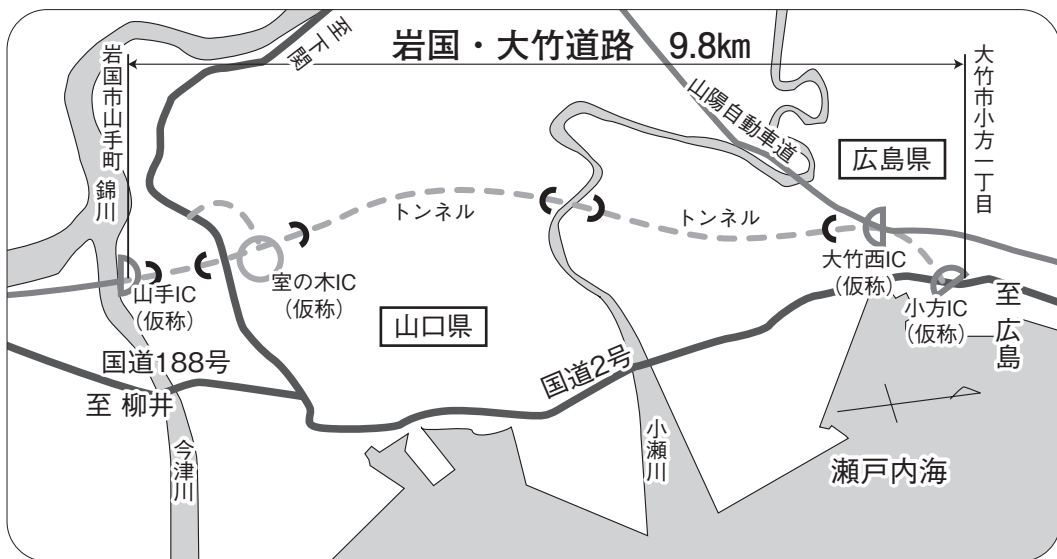 岩国・大竹道路 9.8km
至下関
岩国市山手町
錦川
山陽自動車道
広島県
大竹市小方一丁目
トンネル
トンネル
山手IC
(仮称)
室の木IC
(仮称)
大竹西IC
(仮称)
小方IC
(仮称)
至広島
山口県
国道188号
至 柳井
国道2号
今津川
小瀬川
瀬戸内海